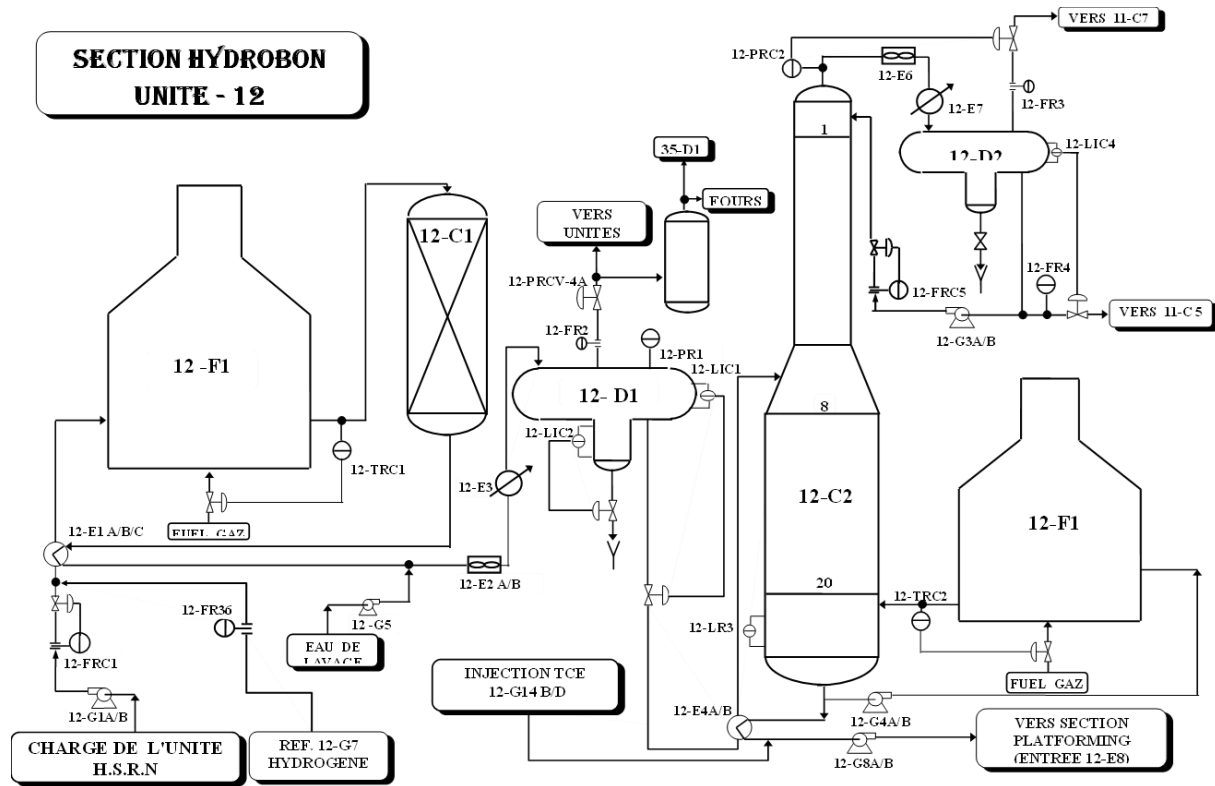 SECTION HYDROBON
UNITE - 12
VERS 11-C7
12-PRC2
12-E6
12-FR3
12-E7
1
12-D2
12-LIC4
35-D1
FOURS
VERS
UNITES
12-C1
12-PRCV-4A
12-FR4
12-FRC5
VERS 11-C 5
12-G3A/B
12-FR2
12-PR1
12 -F1
12-LIC1
12- D1
8
12-LIC2
12-TRC1
12-E3
12-C2
12-F1
FUEL GAZ
12-E1 A/B/C
12-E2 A/B
20
12-TRC2
12-FR36
12 -G5
12-LR3
EAU DE
LAVAGE
12-FRC1
INJECTION TCE
12-G14 B/D
FUEL GAZ
12-G1A/B
12-E4A/B
12-G4A/B
CHARGE DE L'UNITE
H.S.R.N
REF. 12-G7
HYDROGENE
VERS SECTION
PLATFORMING
(ENTREE 12-E8)
12-G8A/B